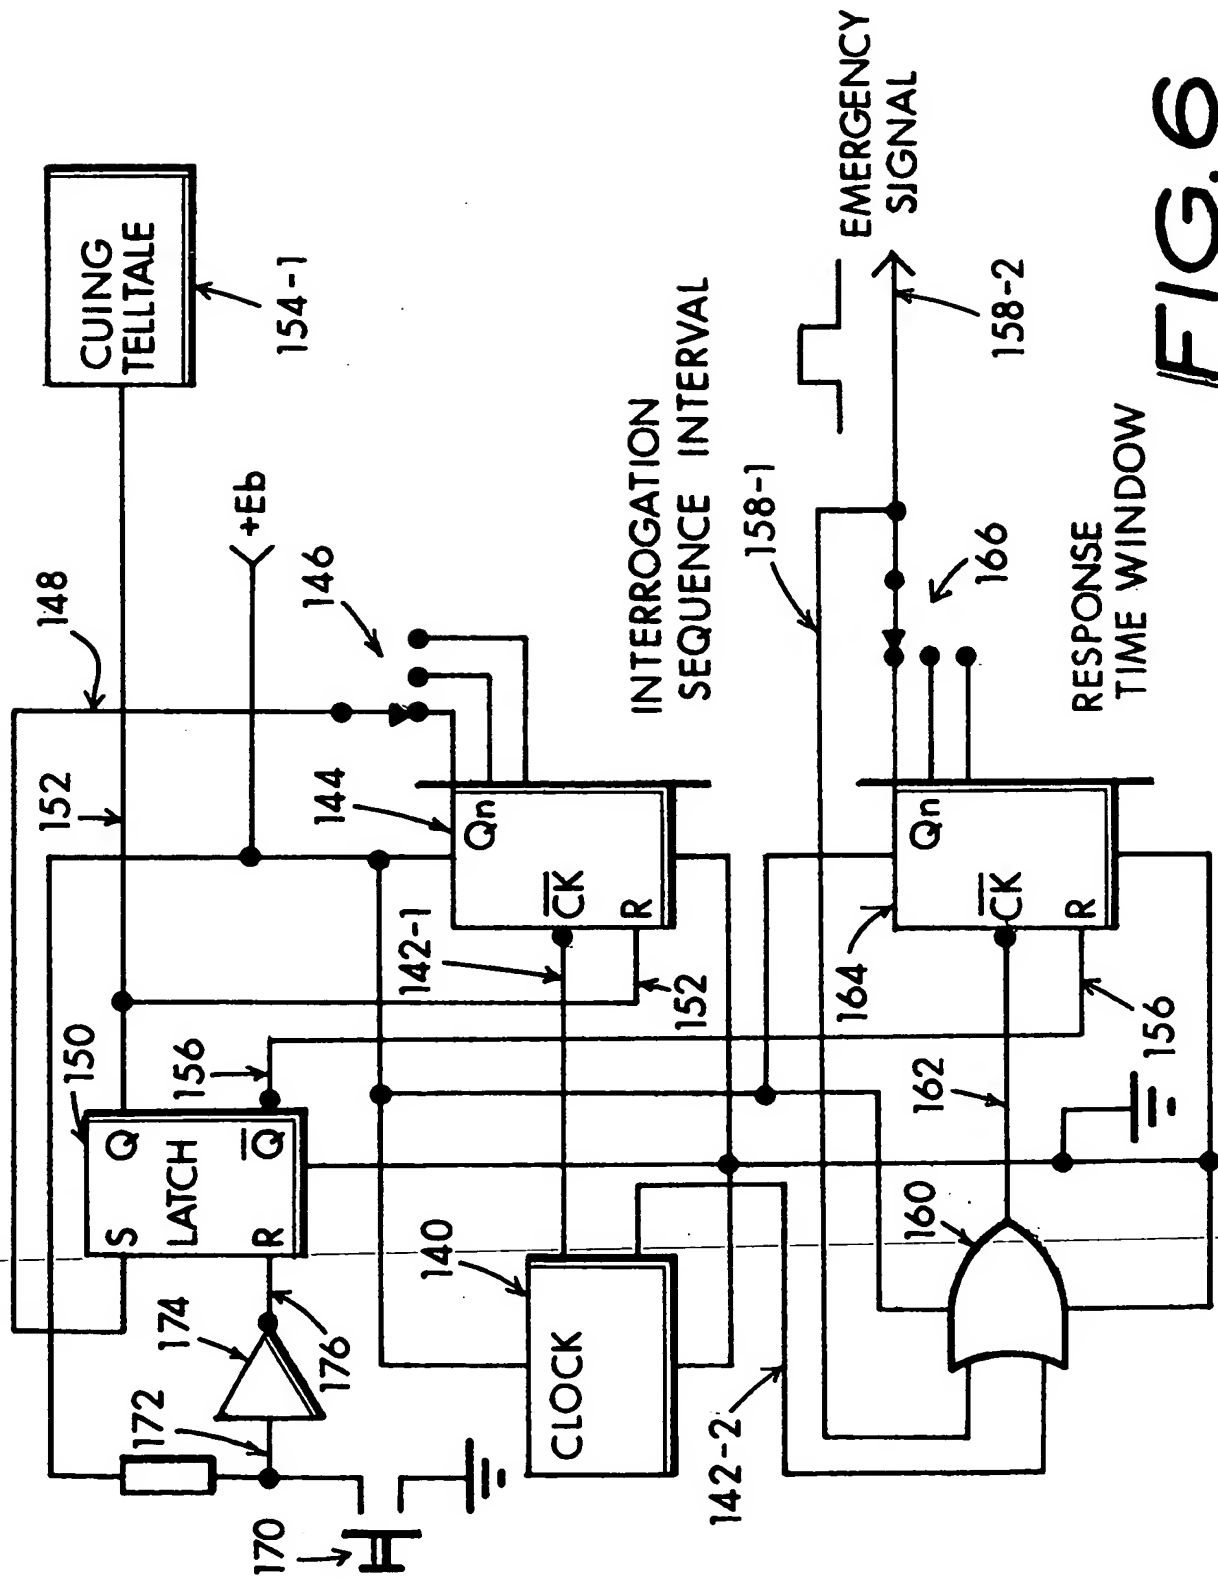 CUING
TELLTALE
154-1
148
152
+Eb
146
144
Qn
CK
R
142-1
152
INTERROGATION
SEQUENCE INTERVAL
150
S
Q
LATCH
R
Q
156
174
176
172
170
140
CLOCK
142-2
EMERGENCY
SIGNAL
158-1
158-2
166
RESPONSE
TIME WINDOW
164
Qn
CK
R
156
162
160
FIG. 6